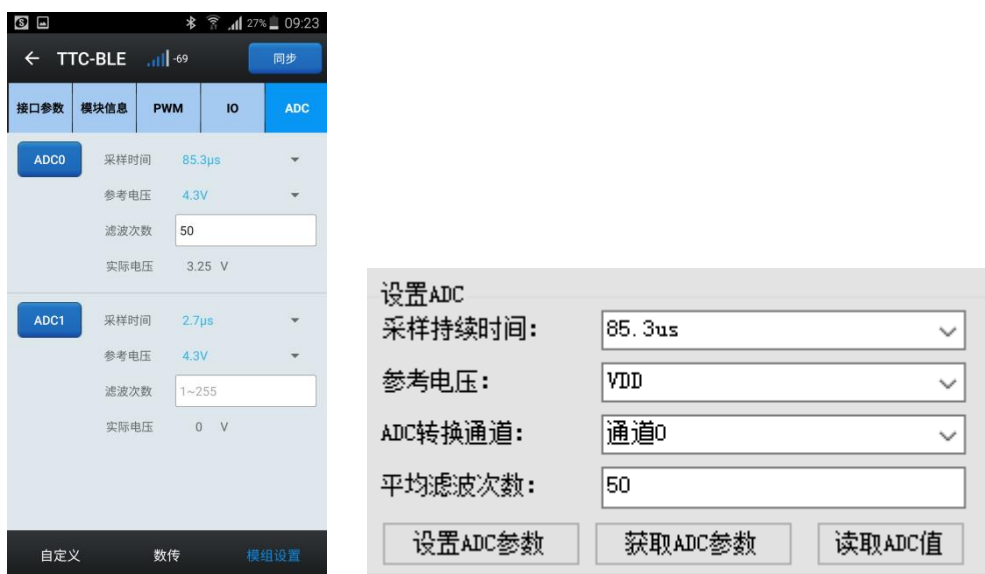 27% 09:23
TTC-BLE -69 同步
接口参数 模块信息 PWM IO ADC
ADC0 采样时间 85.3μs
参考电压 4.3V
滤波次数 50
实际电压 3.25 V
ADC1 采样时间 2.7μs
参考电压 4.3V
滤波次数 1~255
实际电压 0 V
自定义 数传 模组设置
设置ADC
采样持续时间: 85.3us
参考电压: VDD
ADC转换通道: 通道0
平均滤波次数: 50
设置ADC参数 获取ADC参数 读取ADC值